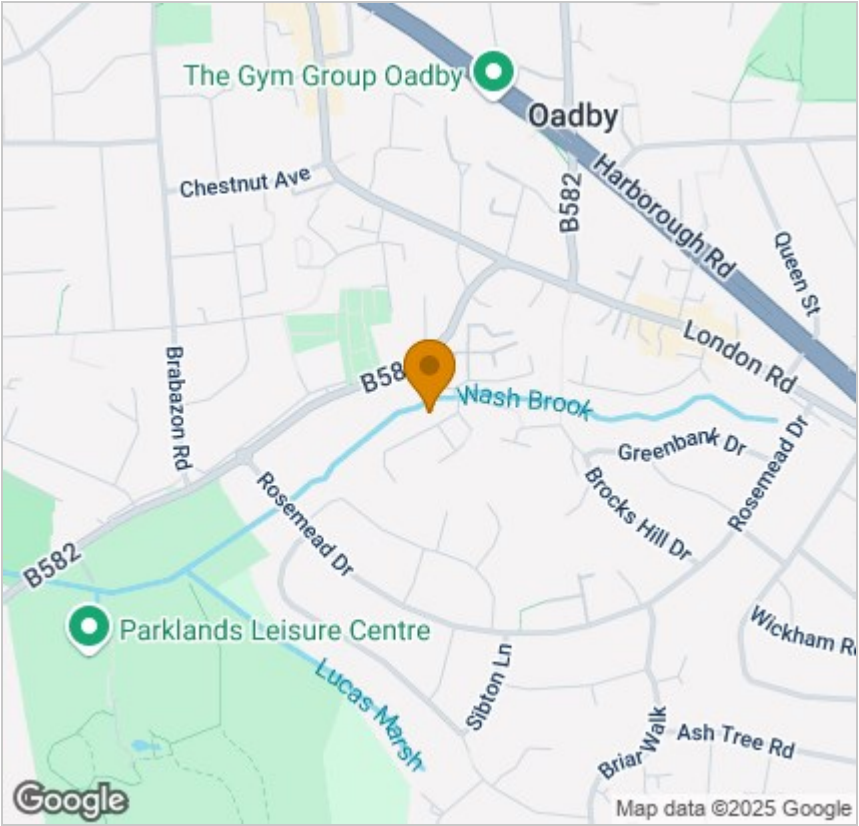 The Gym Group Oadby
Oadby
Chestnut Ave
B582
Harborough Rd
Queen St
London Rd
Brabazon Rd
B58
Wash Brook
Greenbank Dr
Rosemead Dr
Brocks Hill Dr
Rosemead Dr
B582
Parklands Leisure Centre
Wickham R
Lucas Marsh
Sibton Ln
Briar Walk
Ash Tree Rd
Google
Map data ©2025 Google